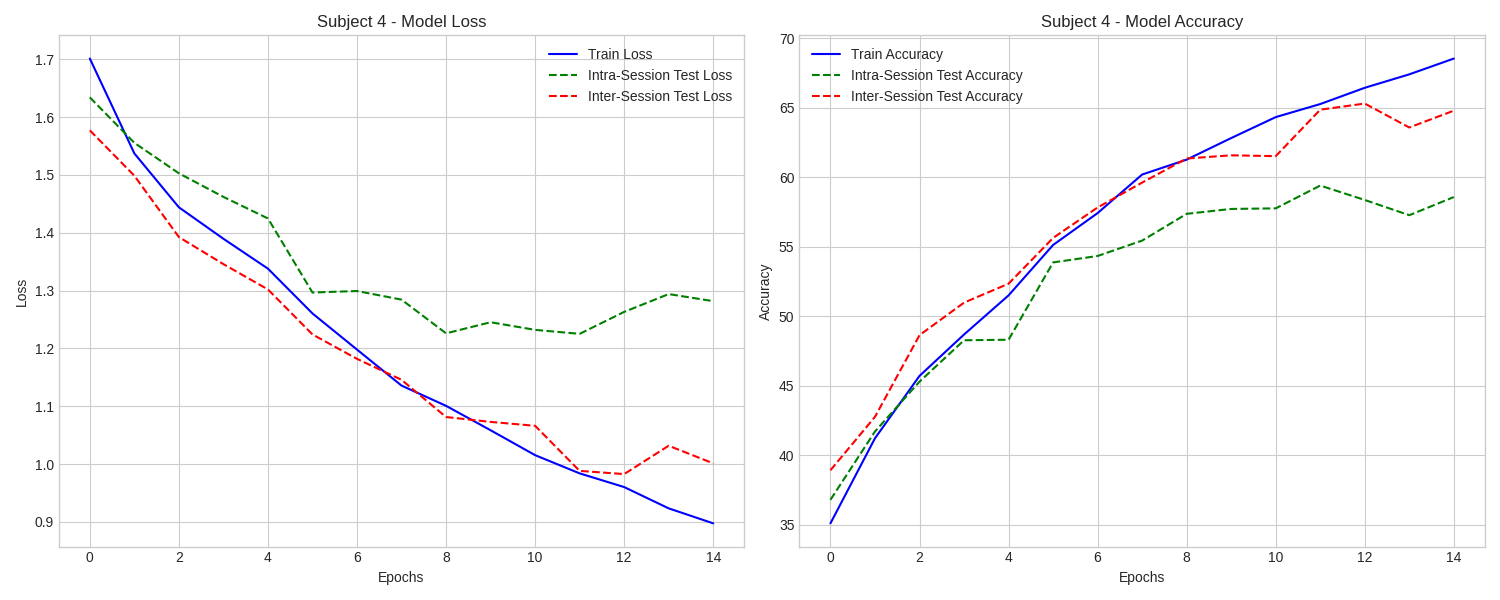 Subject 4 - Model Loss
Train Loss
Intra-Session Test Loss
Inter-Session Test Loss
1.7
1.6
1.5
1.4
1.3
1.2
1.1
1.0
0.9
Loss
0 2 4 6 8 10 12 14
Epochs
Subject 4 - Model Accuracy
Train Accuracy
Intra-Session Test Accuracy
Inter-Session Test Accuracy
70
65
60
55
50
45
40
35
Accuracy
0 2 4 6 8 10 12 14
Epochs